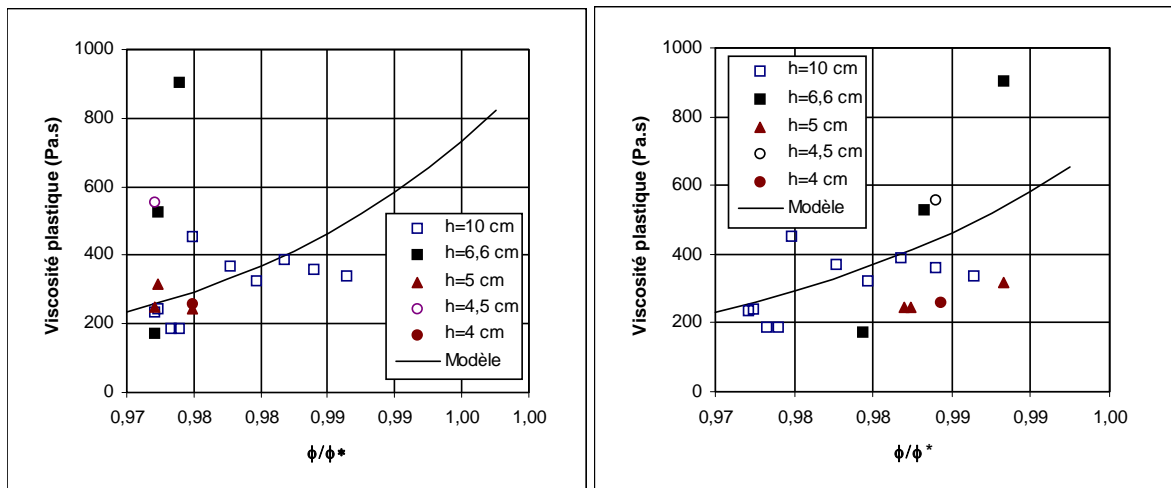 1000
800
600
400
200
0
Viscosité plastique (Pa.s)
0,97
0,98
0,98
0,99
0,99
1,00
1,00
ϕ/ϕ*
h=10 cm
h=6,6 cm
h=5 cm
h=4,5 cm
h=4 cm
Modèle
1000
800
600
400
200
0
Viscosité plastique (Pa.s)
0,97
0,98
0,98
0,99
0,99
1,00
ϕ/ϕ*
h=10 cm
h=6,6 cm
h=5 cm
h=4,5 cm
h=4 cm
Modèle